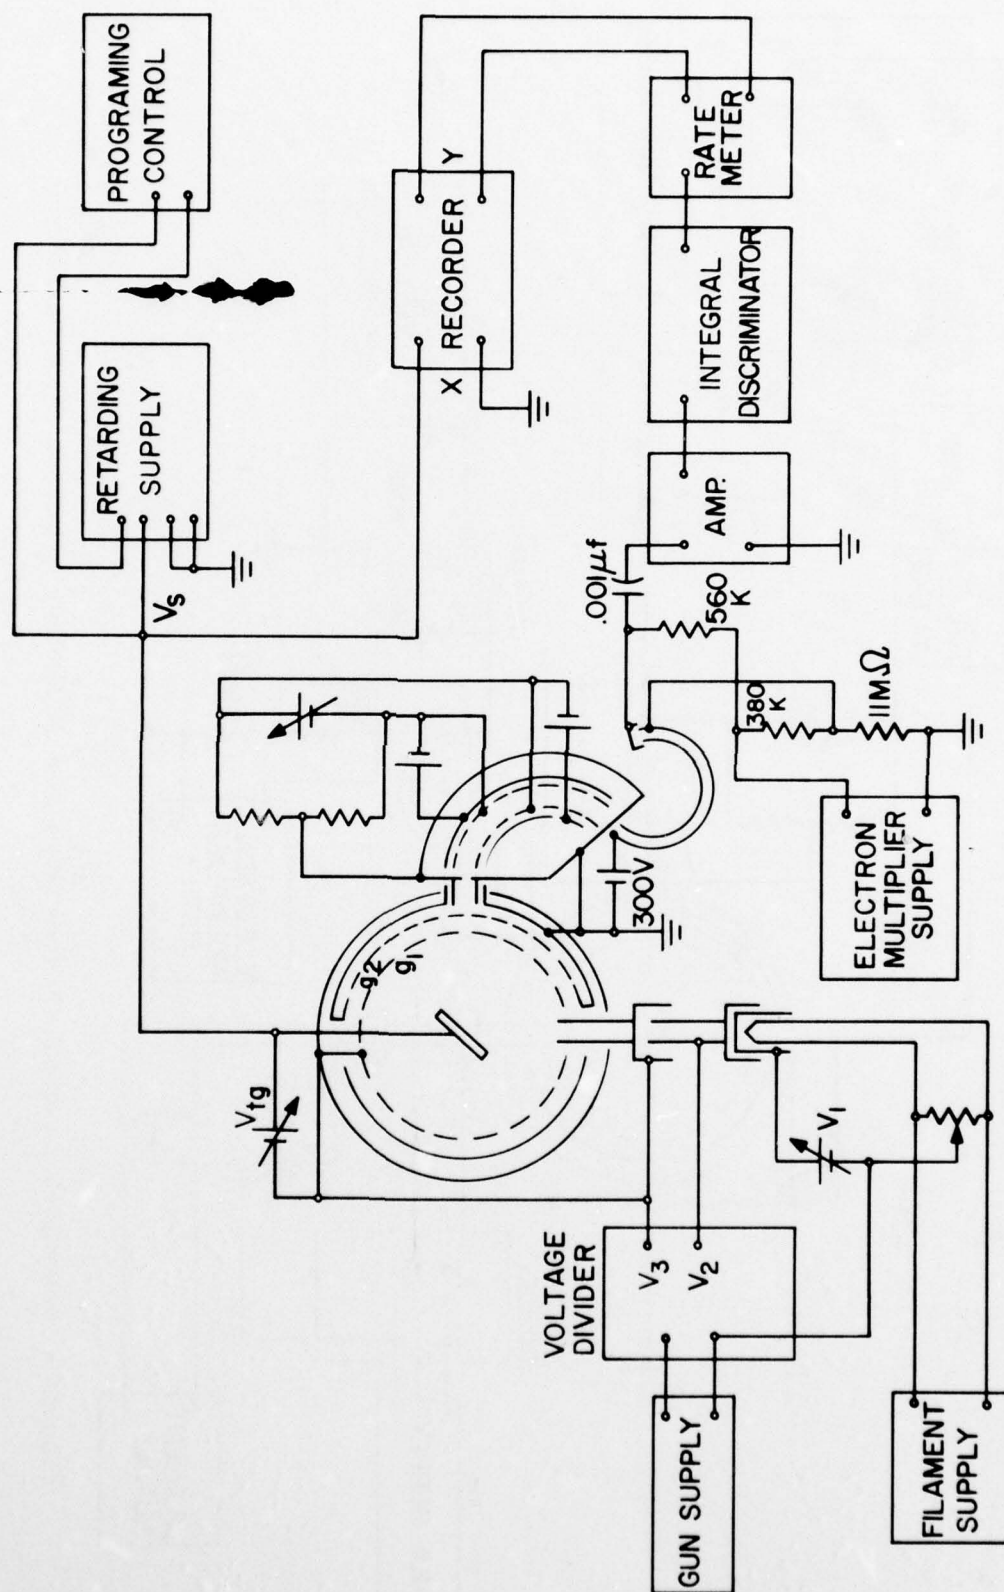 PROGRAMING
CONTROL
RETARDING
SUPPLY
Vs
X RECORDER Y
RATE
METER
INTEGRAL
DISCRIMINATOR
AMP.
.001μf
560
K
380
K
11MΩ
ELECTRON
MULTIPLIER
SUPPLY
300V
g2
g1
Vtg
VOLTAGE
DIVIDER
V3
V2
V1
GUN SUPPLY
FILAMENT
SUPPLY